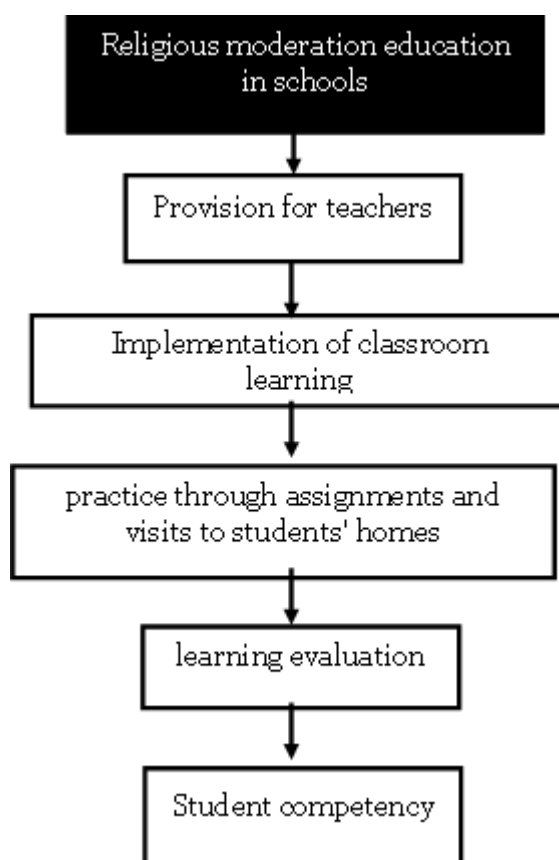 Religious moderation education
in schools
Provision for teachers
Implementation of classroom
learning
practice through assignments and
visits to students' homes
learning evaluation
Student competency